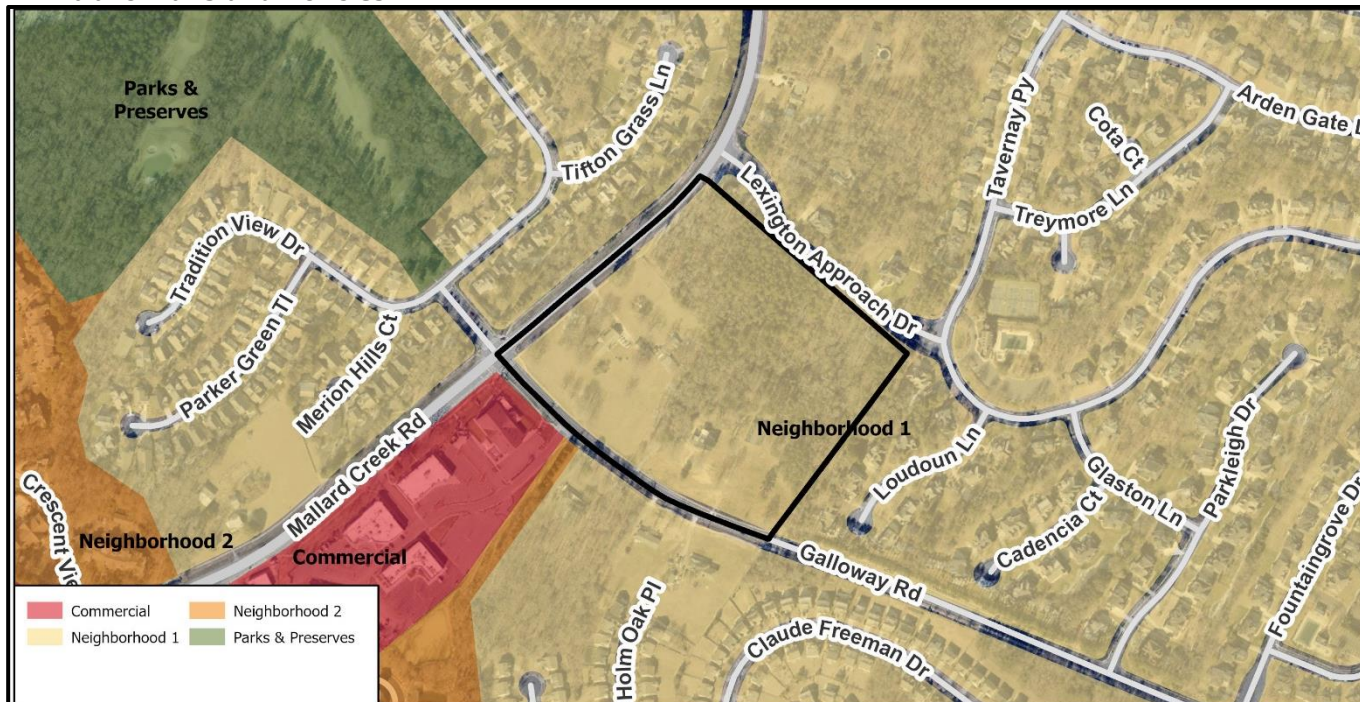 Parks &
Preserves
Tifton Grass Ln
Tavernay Py
Cota Ct
Arden Gate L
Treymore Ln
Lexington Approach Dr
Tradition View Dr
Parker Green Tl
Merion Hills Ct
Mallard Creek Rd
Neighborhood 1
Loudoun Ln
Glaston Ln
Parkleigh Dr
Cadencia Ct
Fountaingrove Dr
Crescent Vie
Neighborhood 2
Commercial
Galloway Rd
Holm Oak Pl
Claude Freeman Dr
Commercial
Neighborhood 2
Neighborhood 1
Parks & Preserves